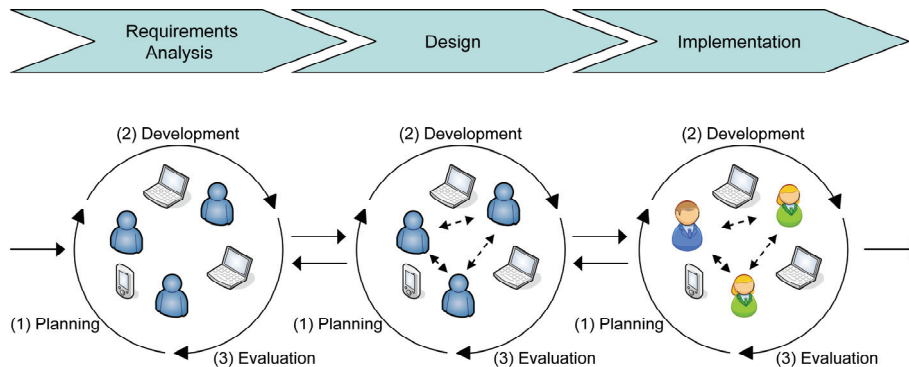 Requirements
Analysis
Design
Implementation
(2) Development
(2) Development
(2) Development
(1) Planning
(1) Planning
(1) Planning
(3) Evaluation
(3) Evaluation
(3) Evaluation